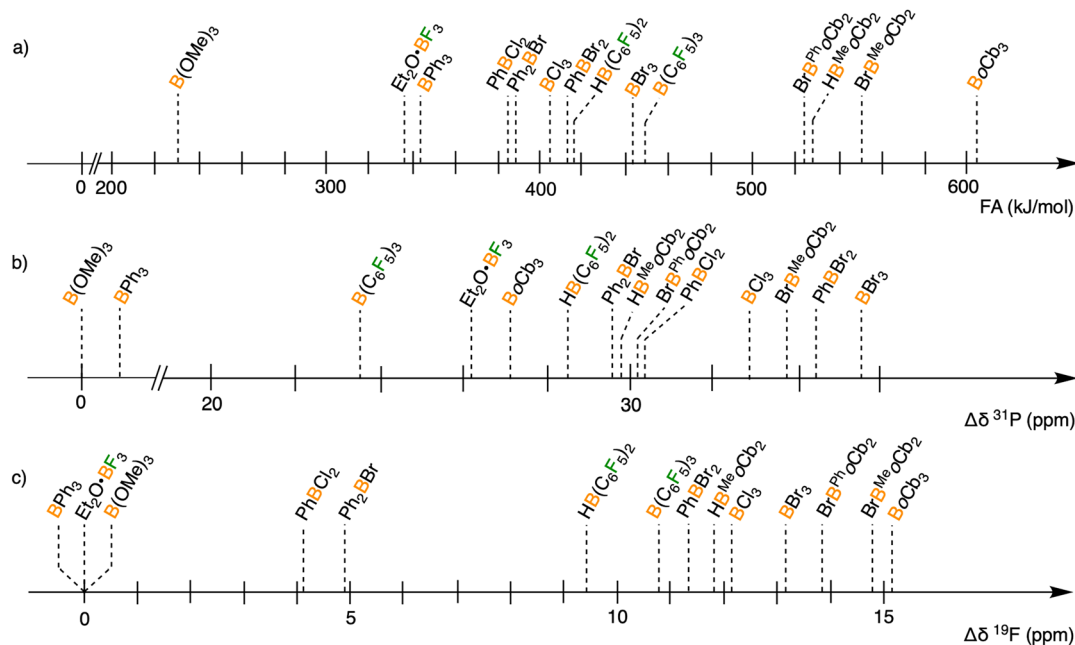 a)
B(OMe)₃
Et₂O•BF₃
BPh₃
PhBCl₂
Ph₂BBr
BCl₃
PhBBr₂
HB(C₆F₅)₂
BBr₃
B(C₆F₅)₃
BrBᴾʰoCb₂
HBᴹᵉoCb₂
BrBᴹᵉoCb₂
BoCb₃
0 200 300 400 500 600
FA (kJ/mol)
b)
B(OMe)₃
BPh₃
B(C₆F₅)₃
Et₂O•BF₃
BoCb₃
HB(C₆F₅)₂
Ph₂BBr
HBᴹᵉoCb₂
BrBᴾʰoCb₂
PhBCl₂
BCl₃
BrBᴹᵉoCb₂
PhBBr₂
BBr₃
0 20 30
Δδ ³¹P (ppm)
c)
BPh₃
Et₂O•BF₃
B(OMe)₃
PhBCl₂
Ph₂BBr
HB(C₆F₅)₂
B(C₆F₅)₃
PhBBr₂
HBᴹᵉoCb₂
BCl₃
BBr₃
BrBᴾʰoCb₂
BrBᴹᵉoCb₂
BoCb₃
0 5 10 15
Δδ ¹⁹F (ppm)